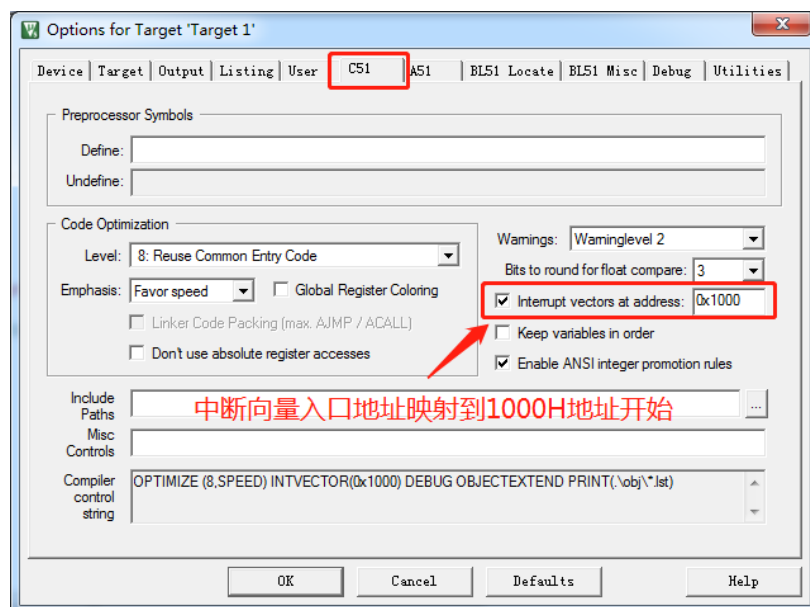 Options for Target 'Target 1'
Device Target Output Listing User C51 A51 BL51 Locate BL51 Misc Debug Utilities
Preprocessor Symbols
Define:
Undefine:
Code Optimization
Level: 8: Reuse Common Entry Code
Emphasis: Favor speed Global Register Coloring
Linker Code Packing (max. AJMP / ACALL)
Don't use absolute register accesses
Warnings: Warninglevel 2
Bits to round for float compare: 3
Interrupt vectors at address: 0x1000
Keep variables in order
Enable ANSI integer promotion rules
Include Paths
...
中断向量入口地址映射到1000H地址开始
Misc Controls
Compiler control string
OPTIMIZE (8,SPEED) INTVECTOR(0x1000) DEBUG OBJECTEXTEND PRINT(.\obj\*.lst)
OK Cancel Defaults Help